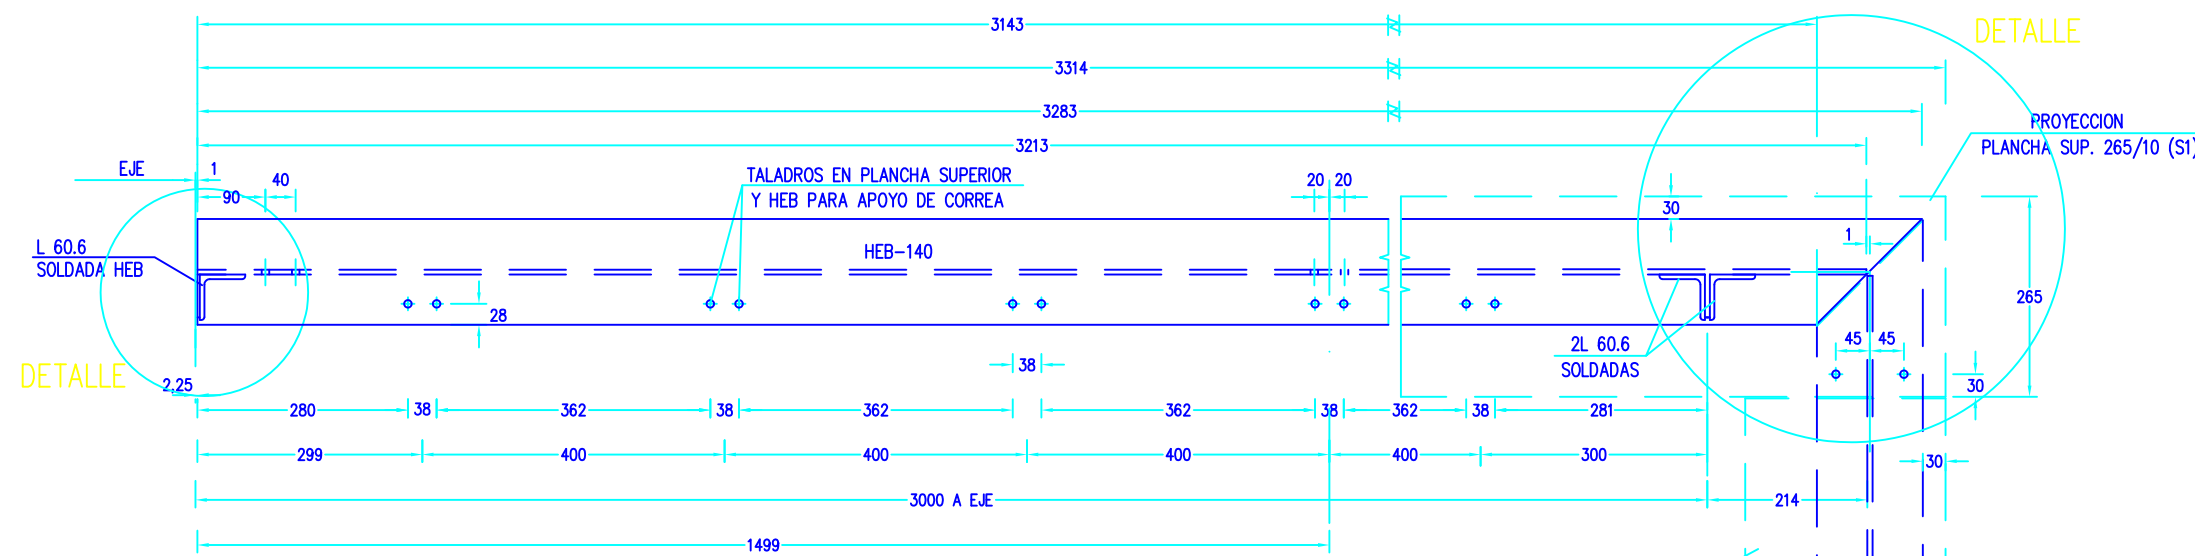 3143
DETALLE
3314
3283
PROYECCION
PLANCHA SUP. 265/10 (S1)
3213
EJE
1
40
90
TALADROS EN PLANCHA SUPERIOR
Y HEB PARA APOYO DE CORREA
20
20
30
1
L 60.6
SOLDADA HEB
HEB-140
265
28
2L 60.6
SOLDADAS
45
45
38
DETALLE
2,25
30
280
38
362
38
362
362
38
362
38
281
299
400
400
400
400
300
30
3000 A EJE
214
1499